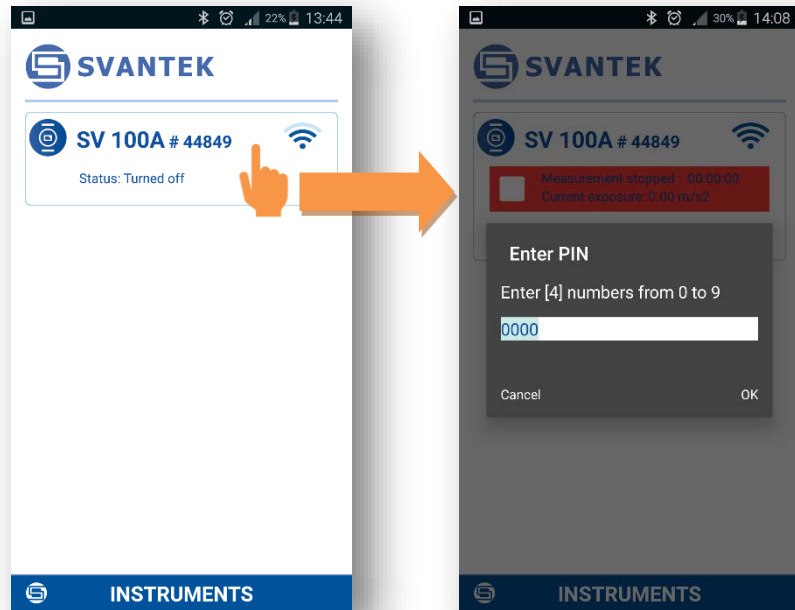 22% 13:44
SVANTEK
SV 100A # 44849
Status: Turned off
INSTRUMENTS
30% 14:08
SVANTEK
SV 100A # 44849
Measurement stopped : 00:00:00
Current exposure: 0.00 m/s2
Enter PIN
Enter [4] numbers from 0 to 9
0000
Cancel OK
INSTRUMENTS